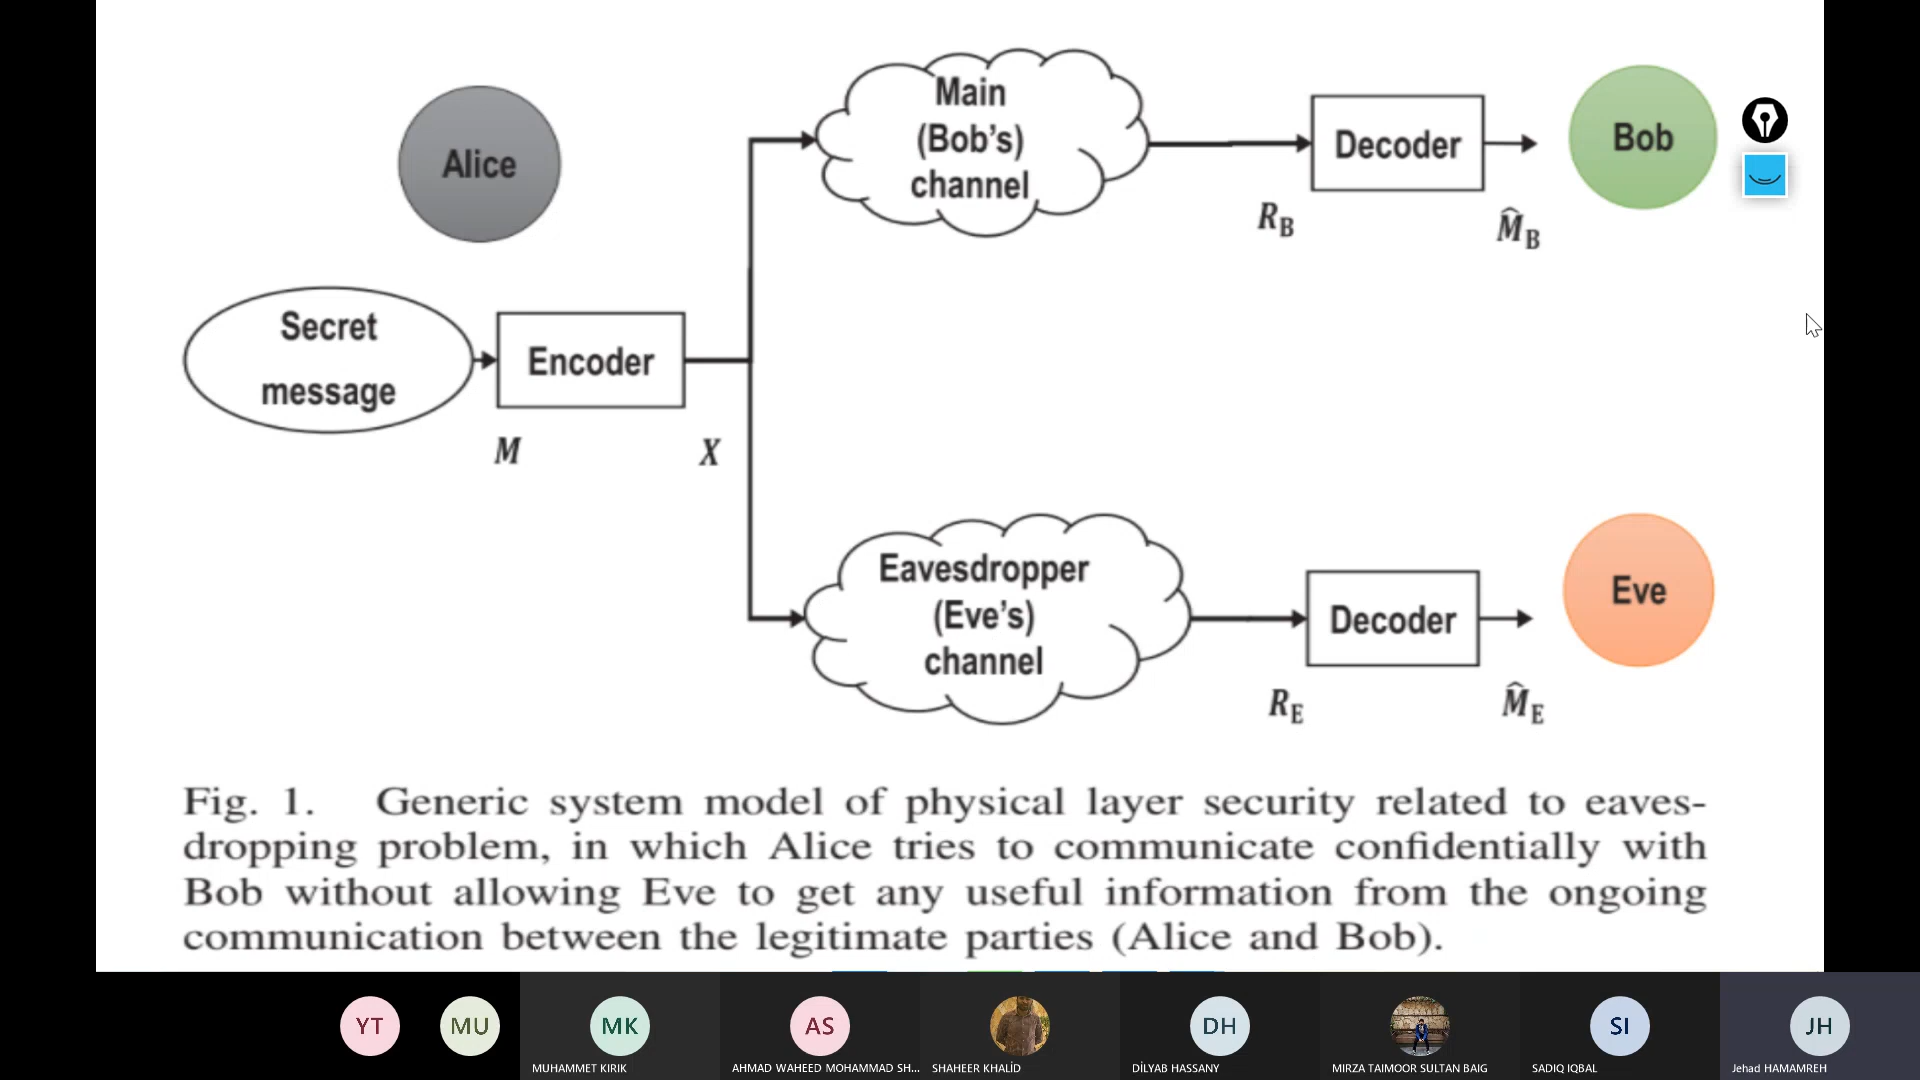 Alice
Main
(Bob's)
channel
Decoder
Bob
R_B
M̂_B
Secret
message
Encoder
M
X
Eavesdropper
(Eve's)
channel
Decoder
Eve
R_E
M̂_E
Fig. 1. Generic system model of physical layer security related to eaves-
dropping problem, in which Alice tries to communicate confidentially with
Bob without allowing Eve to get any useful information from the ongoing
communication between the legitimate parties (Alice and Bob).
YT
MU
MK
AS
DH
SI
JH
MUHAMMET KIRIK
AHMAD WAHEED MOHAMMAD SH...
SHAHEER KHALİD
DİLYAB HASSANY
MIRZA TAIMOOR SULTAN BAIG
SADIQ IQBAL
Jehad HAMAMREH